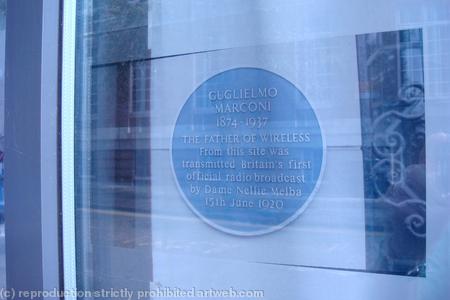 GUGLIELMO
MARCONI
1874-1937
THE FATHER OF WIRELESS
From this site was
transmitted Britain's first
official radio broadcast
by Dame Nellie Melba
15th June 1920
(c) reproduction strictly prohibited artweb.com